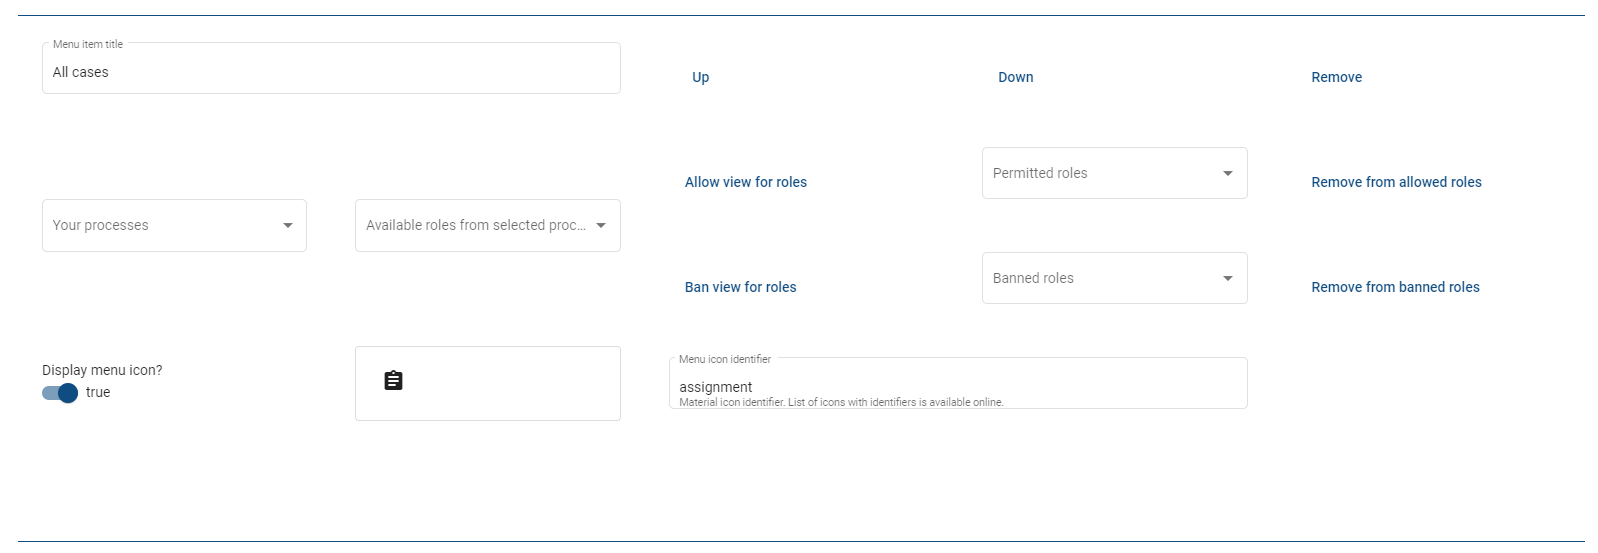 Menu item title
All cases
Up
Down
Remove
Allow view for roles
Permitted roles
Remove from allowed roles
Your processes
Available roles from selected proc...
Ban view for roles
Banned roles
Remove from banned roles
Display menu icon?
true
Menu icon identifier
assignment
Material icon identifier. List of icons with identifiers is available online.